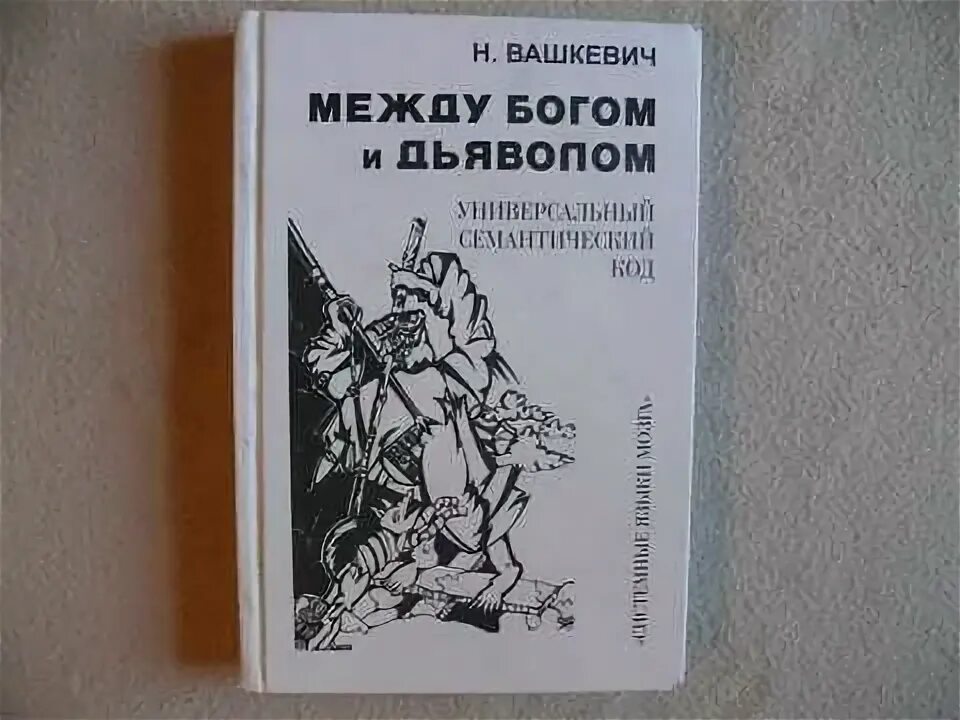 Н. ВАШКЕВИЧ
МЕЖДУ БОГОМ
И ДЬЯВОЛОМ
УНИВЕРСАЛЬНЫЙ
СЕМАНТИЧЕСКИЙ
КОД
«СИСТЕМНЫЕ ЯЗЫКИ МОЗГА»